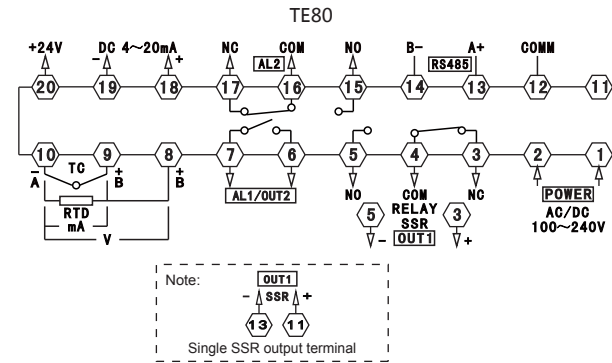 TE80
+24V DC 4~20mA NC COM NO B- A+ COMM
- + AL2 RS485
20 19 18 17 16 15 14 13 12 11
10 9 8 7 6 5 4 3 2 1
- TC + +
A B B AL1/OUT2 NO COM NC POWER
RTD 5 RELAY 3 AC/DC
mA SSR 100~240V
V - OUT1 +
Note: OUT1
- SSR +
13 11
Single SSR output terminal